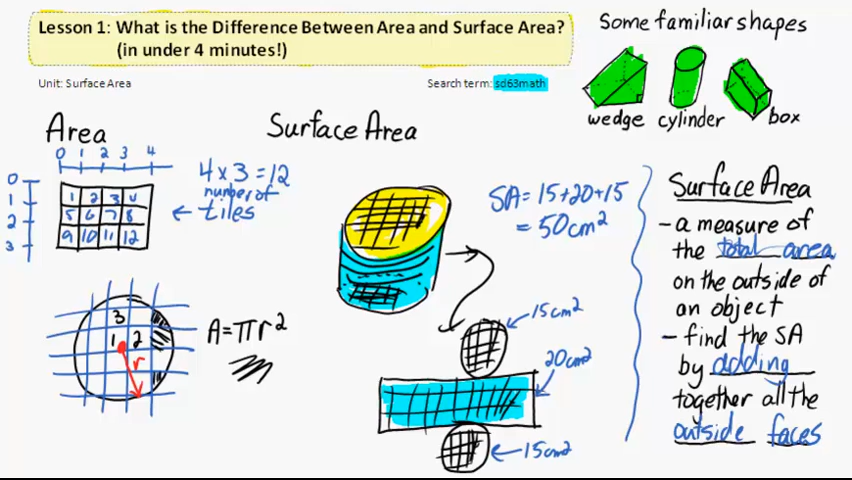 Lesson 1: What is the Difference Between Area and Surface Area?
(in under 4 minutes!)
Unit: Surface Area
Search term: sd63math
Some familiar shapes
wedge cylinder box
Area
0 1 2 3 4
0
1
2
3
1 2 3 4
5 6 7 8
9 10 11 12
4 x 3 = 12
number of
tiles
3
1 2
r
A = πr²
Surface Area
SA = 15+20+15
= 50cm²
15cm²
20cm²
15cm²
Surface Area
- a measure of
the total area
on the outside of
an object
- find the SA
by adding
together all the
outside faces